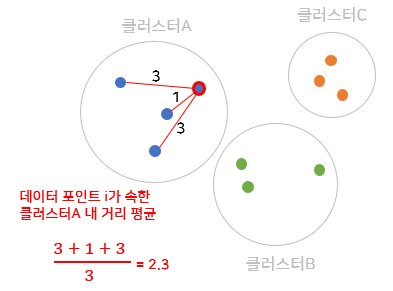 클러스터A
클러스터C
3
1
3
데이터 포인트 i가 속한
클러스터A 내 거리 평균
3 + 1 + 3
3
= 2.3
클러스터B